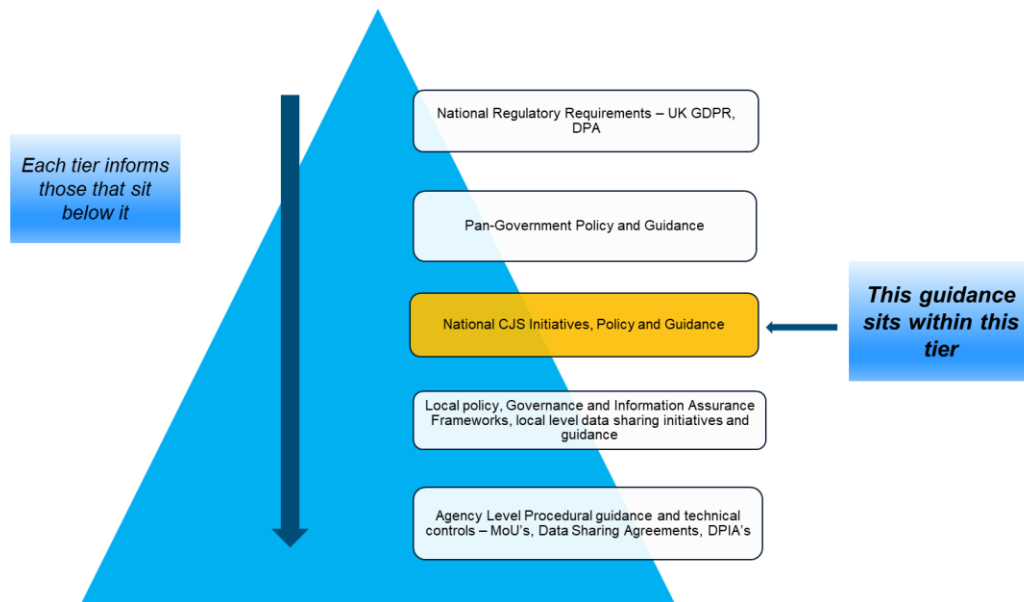 National Regulatory Requirements – UK GDPR,
DPA
Each tier informs
those that sit
below it
Pan-Government Policy and Guidance
National CJS Initiatives, Policy and Guidance
This guidance
sits within this
tier
Local policy, Governance and Information Assurance
Frameworks, local level data sharing initiatives and
guidance
Agency Level Procedural guidance and technical
controls – MoU's, Data Sharing Agreements, DPIA's